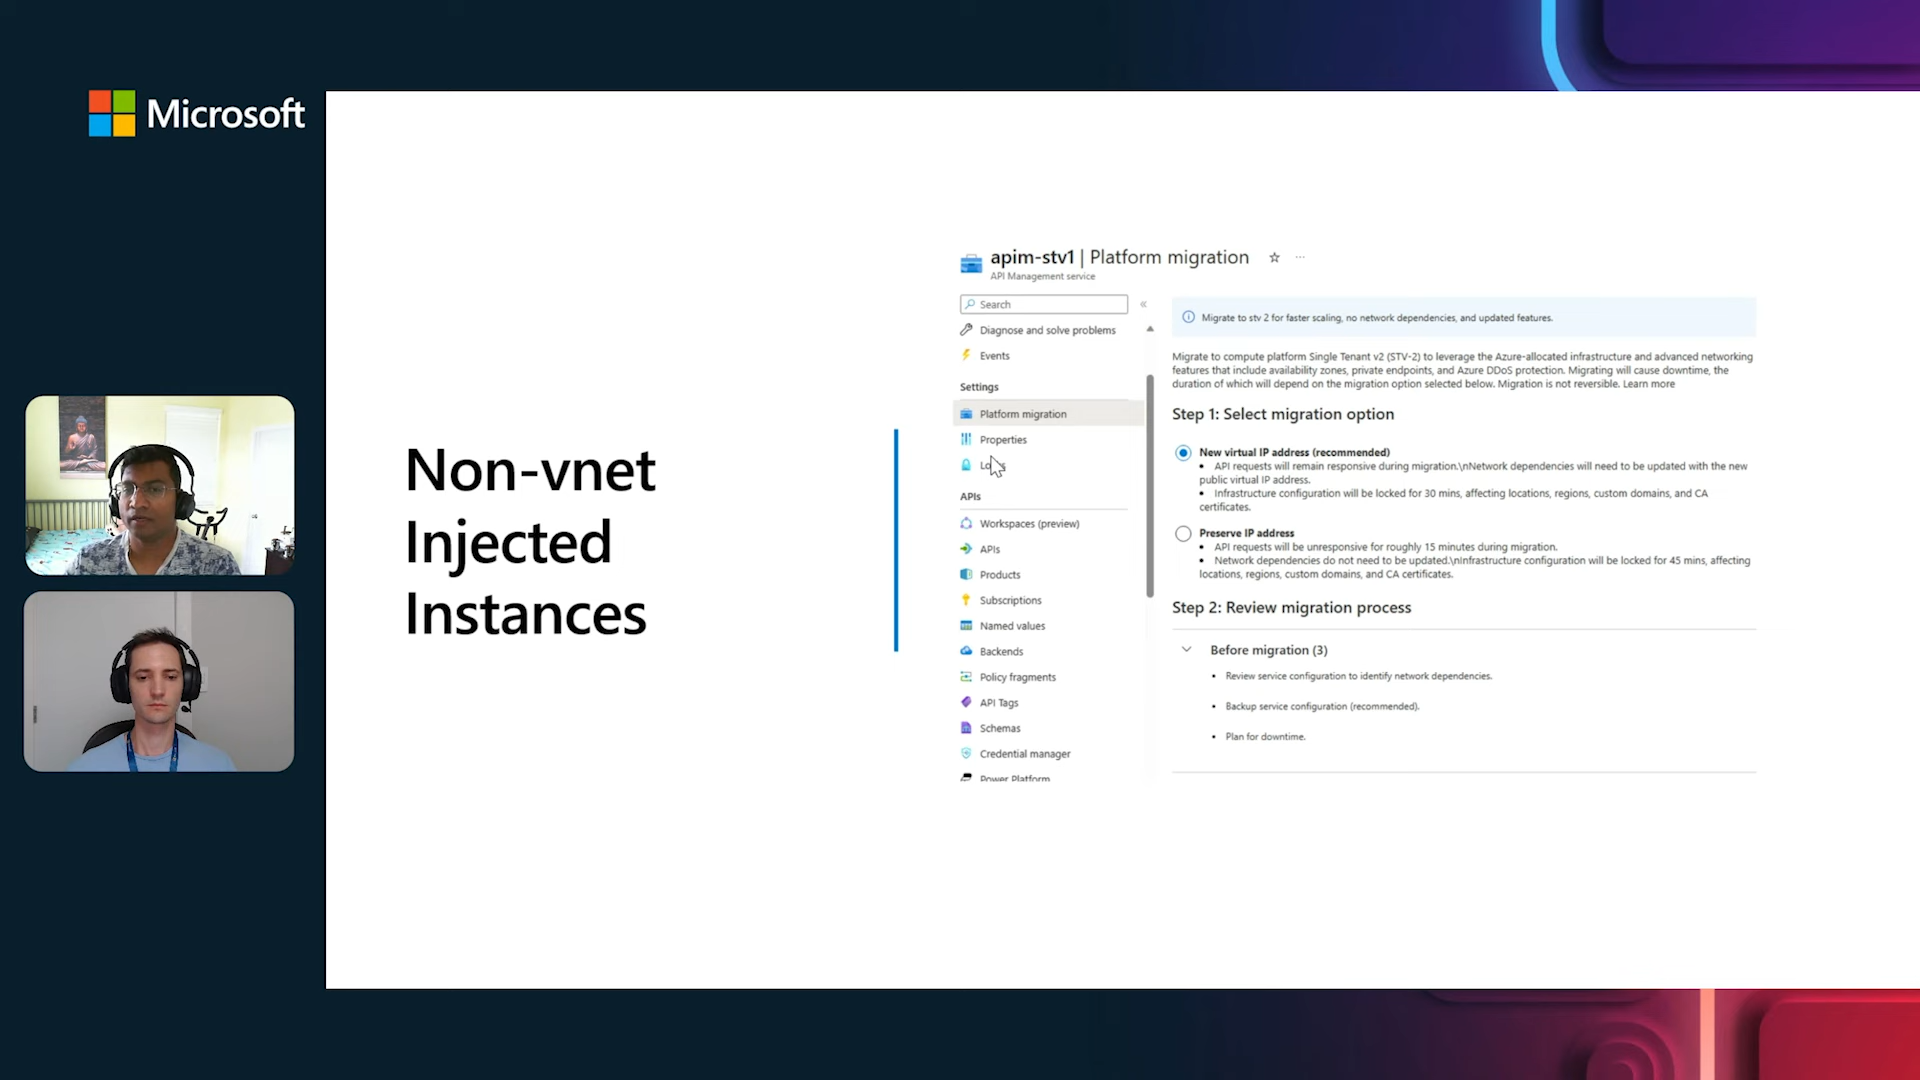 Microsoft
Non-vnet
Injected
Instances
apim-stv1 | Platform migration
API Management service
Search
Diagnose and solve problems
Events
Settings
Platform migration
Properties
APIs
Workspaces (preview)
APIs
Products
Subscriptions
Named values
Backends
Policy fragments
API Tags
Schemas
Credential manager
Power Platform
Migrate to stv 2 for faster scaling, no network dependencies, and updated features.
Migrate to compute platform Single Tenant v2 (STV-2) to leverage the Azure-allocated infrastructure and advanced networking
features that include availability zones, private endpoints, and Azure DDoS protection. Migrating will cause downtime, the
duration of which will depend on the migration option selected below. Migration is not reversible. Learn more
Step 1: Select migration option
New virtual IP address (recommended)
• API requests will remain responsive during migration.\nNetwork dependencies will need to be updated with the new
public virtual IP address.
• Infrastructure configuration will be locked for 30 mins, affecting locations, regions, custom domains, and CA
certificates.
Preserve IP address
• API requests will be unresponsive for roughly 15 minutes during migration.
• Network dependencies do not need to be updated.\nInfrastructure configuration will be locked for 45 mins, affecting
locations, regions, custom domains, and CA certificates.
Step 2: Review migration process
Before migration (3)
• Review service configuration to identify network dependencies.
• Backup service configuration (recommended).
• Plan for downtime.